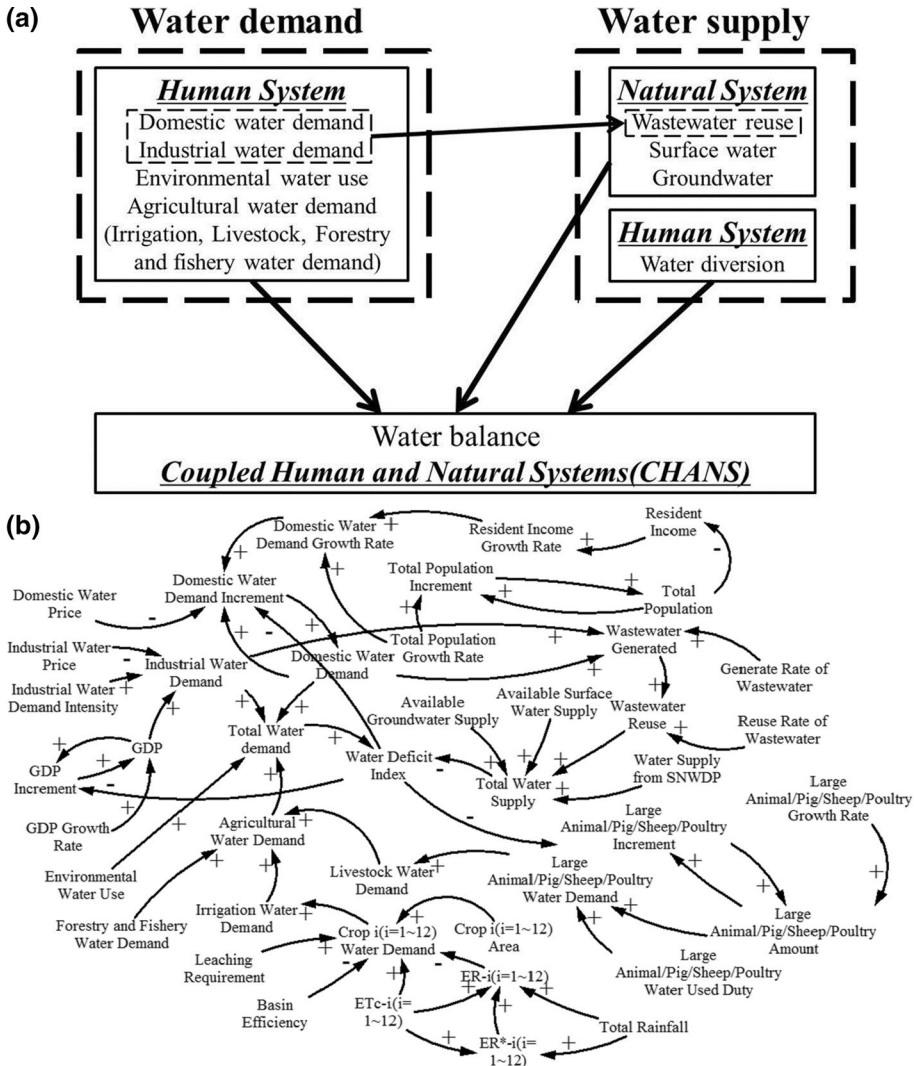 (a)
Water demand
Water supply
Human System
Domestic water demand
Industrial water demand
Environmental water use
Agricultural water demand
(Irrigation, Livestock, Forestry
and fishery water demand)
Natural System
Wastewater reuse
Surface water
Groundwater
Human System
Water diversion
Water balance
Coupled Human and Natural Systems(CHANS)
(b)
Domestic Water
Demand Growth Rate
Resident Income
Growth Rate
Resident
Income
Domestic Water
Demand Increment
Total Population
Increment
Total
Population
Domestic Water
Price
Total Population
Growth Rate
Wastewater
Generated
Industrial Water
Price
Industrial Water
Demand
Domestic Water
Demand
Generate Rate of
Wastewater
Industrial Water
Demand Intensity
Available
Groundwater Supply
Available Surface
Water Supply
Wastewater
Reuse
Reuse Rate of
Wastewater
GDP
Total Water
demand
Water Deficit
Index
Total Water
Supply
Water Supply
from SNWDP
GDP
Increment
GDP Growth
Rate
Large
Animal/Pig/Sheep/Poultry
Increment
Large
Animal/Pig/Sheep/Poultry
Growth Rate
Agricultural
Water Demand
Environmental
Water Use
Livestock Water
Demand
Large
Animal/Pig/Sheep/Poultry
Water Demand
Forestry and Fishery
Water Demand
Irrigation Water
Demand
Crop i(i=1~12)
Water Demand
Crop i(i=1~12)
Area
Large
Animal/Pig/Sheep/Poultry
Amount
Leaching
Requirement
Large
Animal/Pig/Sheep/Poultry
Water Used Duty
Basin
Efficiency
ETc-i(i=
1~12)
ER-i(i=1~12)
ER*-i(i=
1~12)
Total Rainfall